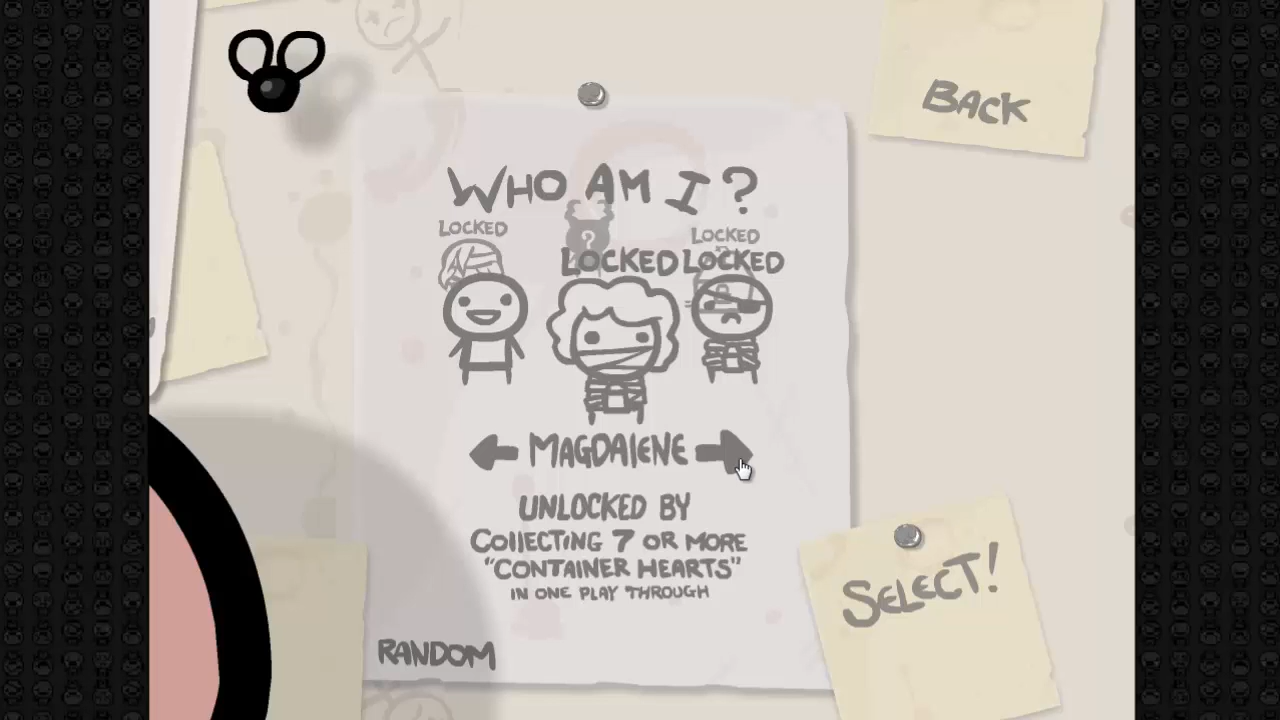 BACK
WHO AM I?
LOCKED
LOCKED
?
LOCKED LOCKED
MAGDALENE
UNLOCKED BY
COLLECTING 7 OR MORE
"CONTAINER HEARTS"
IN ONE PLAY THROUGH
SELECT!
RANDOM